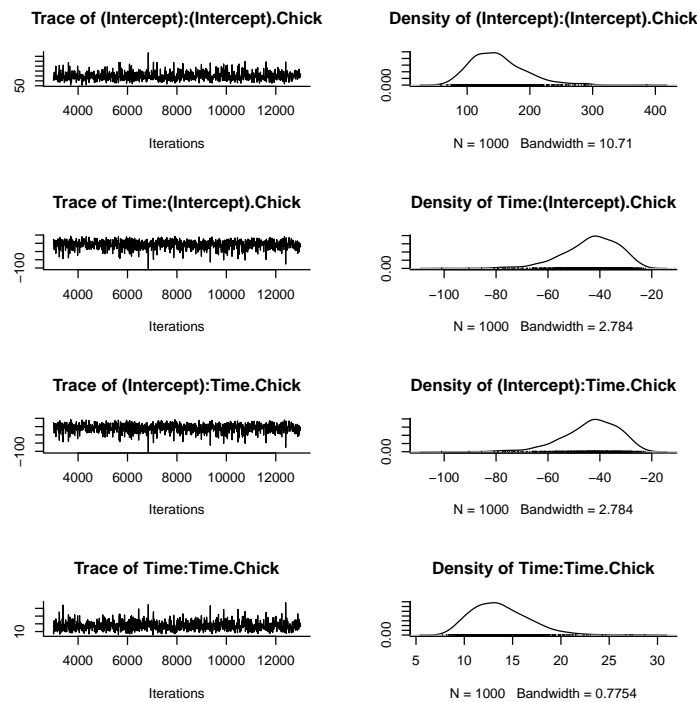 Trace of (Intercept):(Intercept).Chick
50
4000 6000 8000 10000 12000
Iterations
Density of (Intercept):(Intercept).Chick
0.000
100 200 300 400
N = 1000 Bandwidth = 10.71
Trace of Time:(Intercept).Chick
−100
4000 6000 8000 10000 12000
Iterations
Density of Time:(Intercept).Chick
0.00
−100 −80 −60 −40 −20
N = 1000 Bandwidth = 2.784
Trace of (Intercept):Time.Chick
−100
4000 6000 8000 10000 12000
Iterations
Density of (Intercept):Time.Chick
0.00
−100 −80 −60 −40 −20
N = 1000 Bandwidth = 2.784
Trace of Time:Time.Chick
10
4000 6000 8000 10000 12000
Iterations
Density of Time:Time.Chick
0.00
5 10 15 20 25 30
N = 1000 Bandwidth = 0.7754